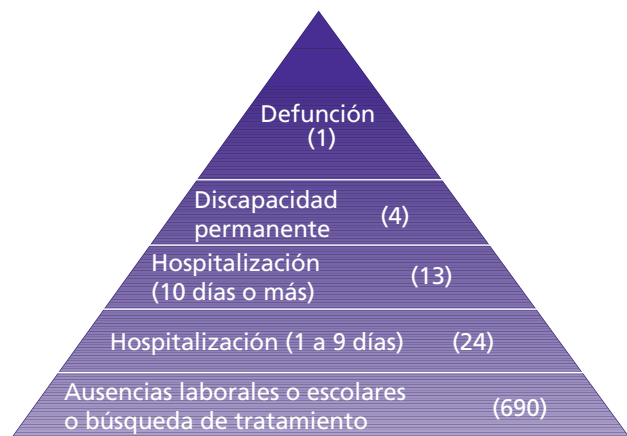 Defunción
(1)
Discapacidad
permanente (4)
Hospitalización
(10 días o más) (13)
Hospitalización (1 a 9 días) (24)
Ausencias laborales o escolares
o búsqueda de tratamiento (690)